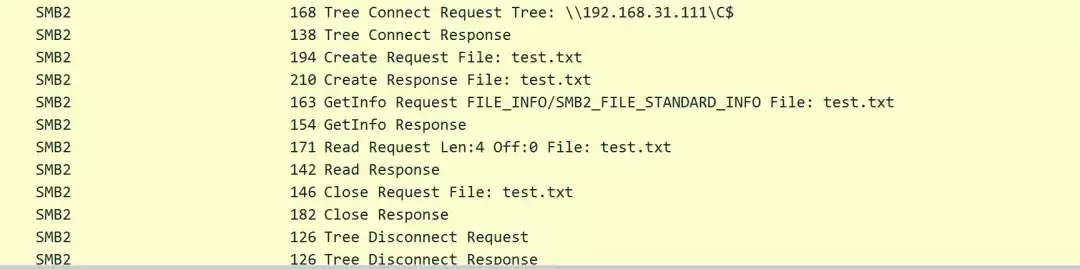 SMB2 168 Tree Connect Request Tree: \\192.168.31.111\C$
SMB2 138 Tree Connect Response
SMB2 194 Create Request File: test.txt
SMB2 210 Create Response File: test.txt
SMB2 163 GetInfo Request FILE_INFO/SMB2_FILE_STANDARD_INFO File: test.txt
SMB2 154 GetInfo Response
SMB2 171 Read Request Len:4 Off:0 File: test.txt
SMB2 142 Read Response
SMB2 146 Close Request File: test.txt
SMB2 182 Close Response
SMB2 126 Tree Disconnect Request
SMB2 126 Tree Disconnect Response